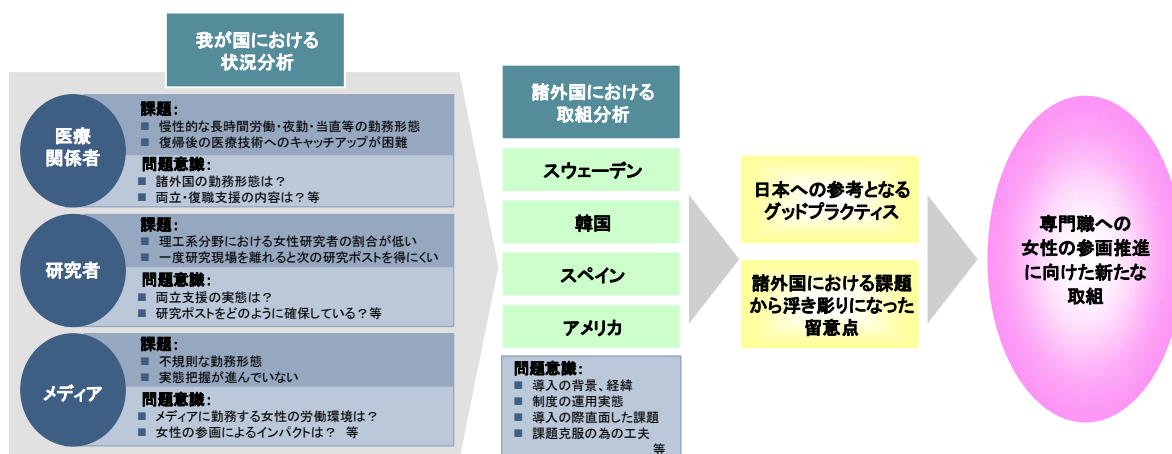 我が国における
状況分析
医療
関係者
課題:
■ 慢性的な長時間労働・夜勤・当直等の勤務形態
■ 復帰後の医療技術へのキャッチアップが困難
問題意識:
■ 諸外国の勤務形態は?
■ 両立・復職支援の内容は?等
研究者
課題:
■ 理工系分野における女性研究者の割合が低い
■ 一度研究現場を離れると次の研究ポストを得にくい
問題意識:
■ 両立支援の実態は?
■ 研究ポストをどのように確保している?等
メディア
課題:
■ 不規則な勤務形態
■ 実態把握が進んでいない
問題意識:
■ メディアに勤務する女性の労働環境は?
■ 女性の参画によるインパクトは? 等
諸外国における
取組分析
スウェーデン
韓国
スペイン
アメリカ
問題意識:
■ 導入の背景、経緯
■ 制度の運用実態
■ 導入の際直面した課題
■ 課題克服の為の工夫
等
日本への参考となる
グッドプラクティス
諸外国における課題
から浮き彫りになった
留意点
専門職への
女性の参画推進
に向けた新たな
取組